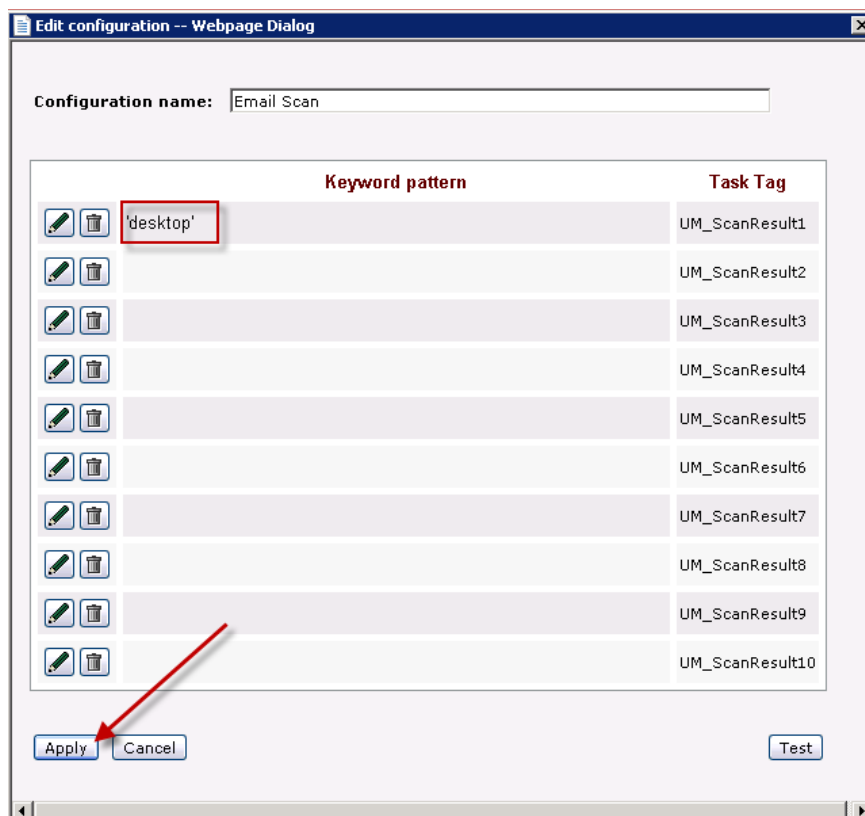 Edit configuration -- Webpage Dialog
Configuration name: Email Scan
Keyword pattern Task Tag
'desktop' UM_ScanResult1
UM_ScanResult2
UM_ScanResult3
UM_ScanResult4
UM_ScanResult5
UM_ScanResult6
UM_ScanResult7
UM_ScanResult8
UM_ScanResult9
UM_ScanResult10
Apply Cancel Test